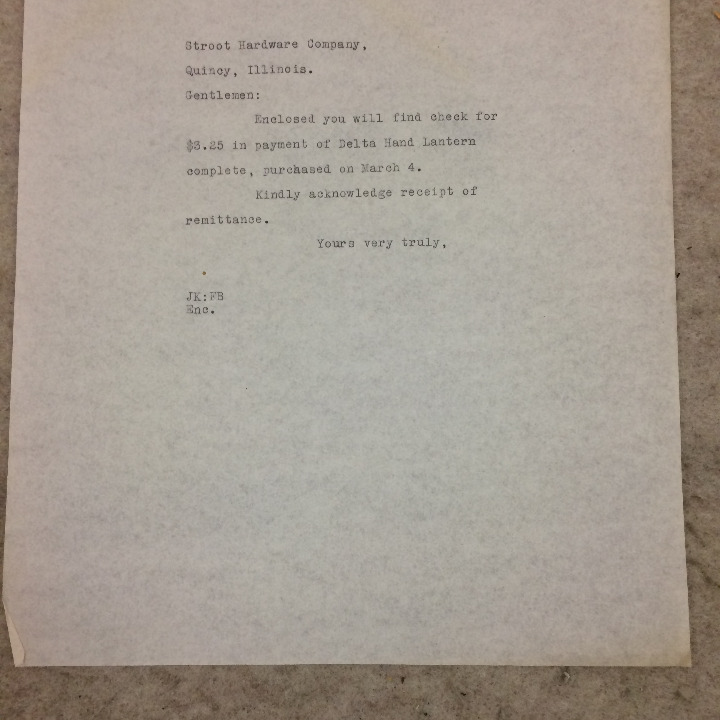 Stroot Hardware Company,
Quincy, Illinois.
Gentlemen:
Enclosed you will find check for
$3.25 in payment of Delta Hand Lantern
complete, purchased on March 4.
Kindly acknowledge receipt of
remittance.
Yours very truly,
JK:FB
Enc.